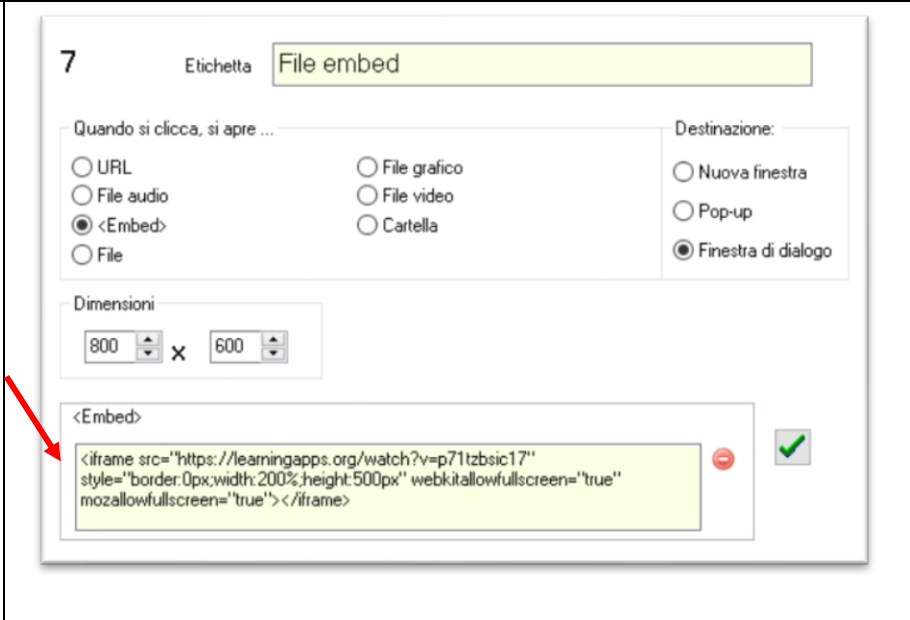 7 Etichetta File embed
Quando si clicca, si apre ... Destinazione:
URL File grafico Nuova finestra
File audio File video
<Embed> Cartella Pop-up
File Finestra di dialogo
Dimensioni
800 x 600
<Embed>
<iframe src="https://learningapps.org/watch?v=p71tzbsic17"
style="border:0px;width:200%;height:500px" webkitallowfullscreen="true"
mozallowfullscreen="true"></iframe>